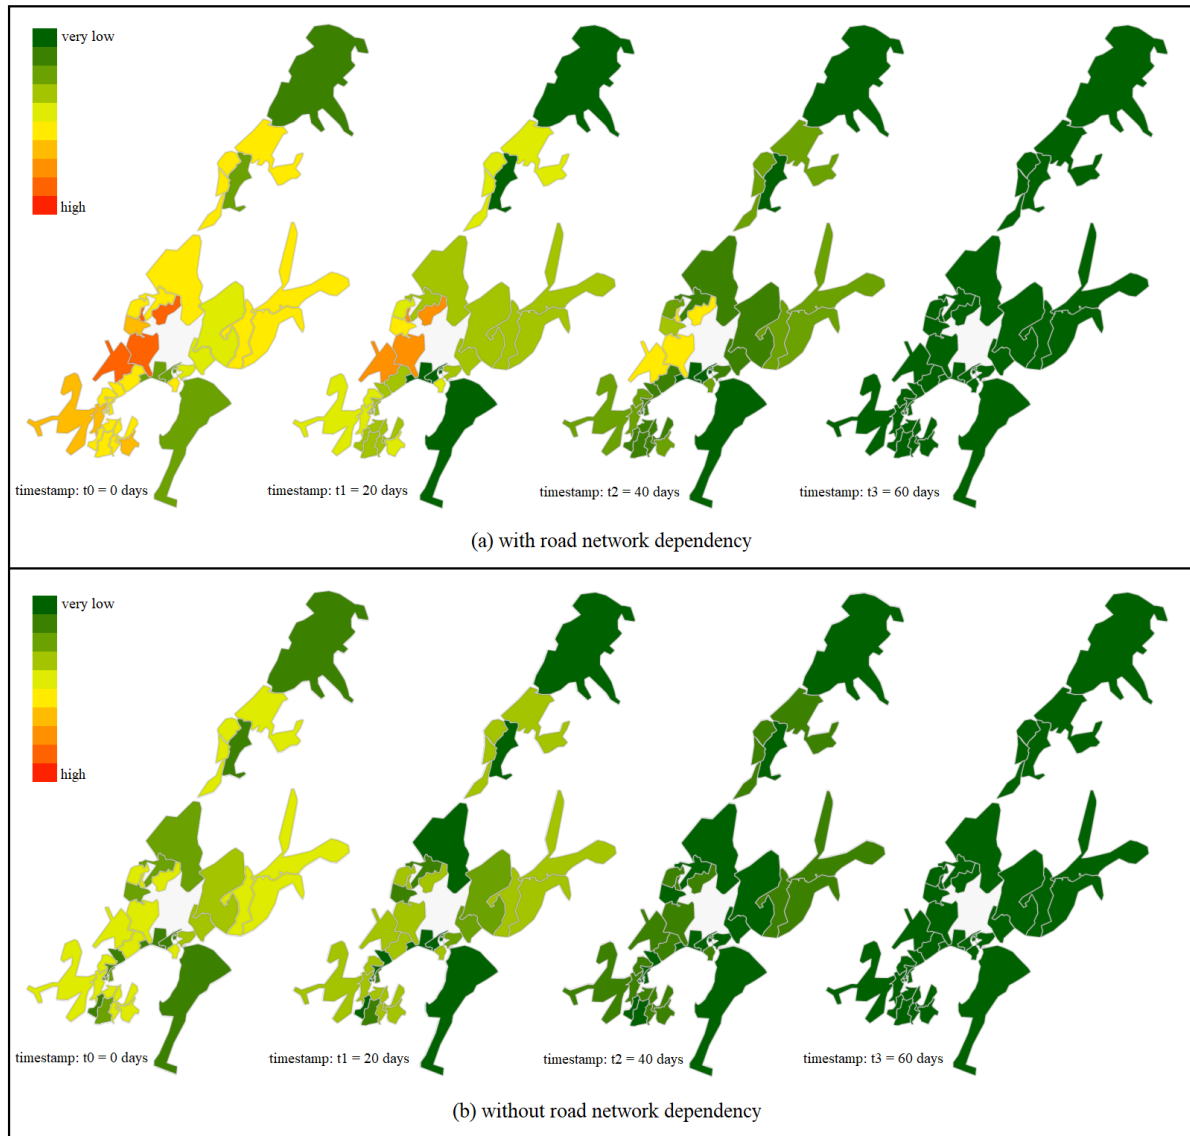 very low
high
timestamp: t0 = 0 days
timestamp: t1 = 20 days
timestamp: t2 = 40 days
timestamp: t3 = 60 days
(a) with road network dependency
very low
high
timestamp: t0 = 0 days
timestamp: t1 = 20 days
timestamp: t2 = 40 days
timestamp: t3 = 60 days
(b) without road network dependency